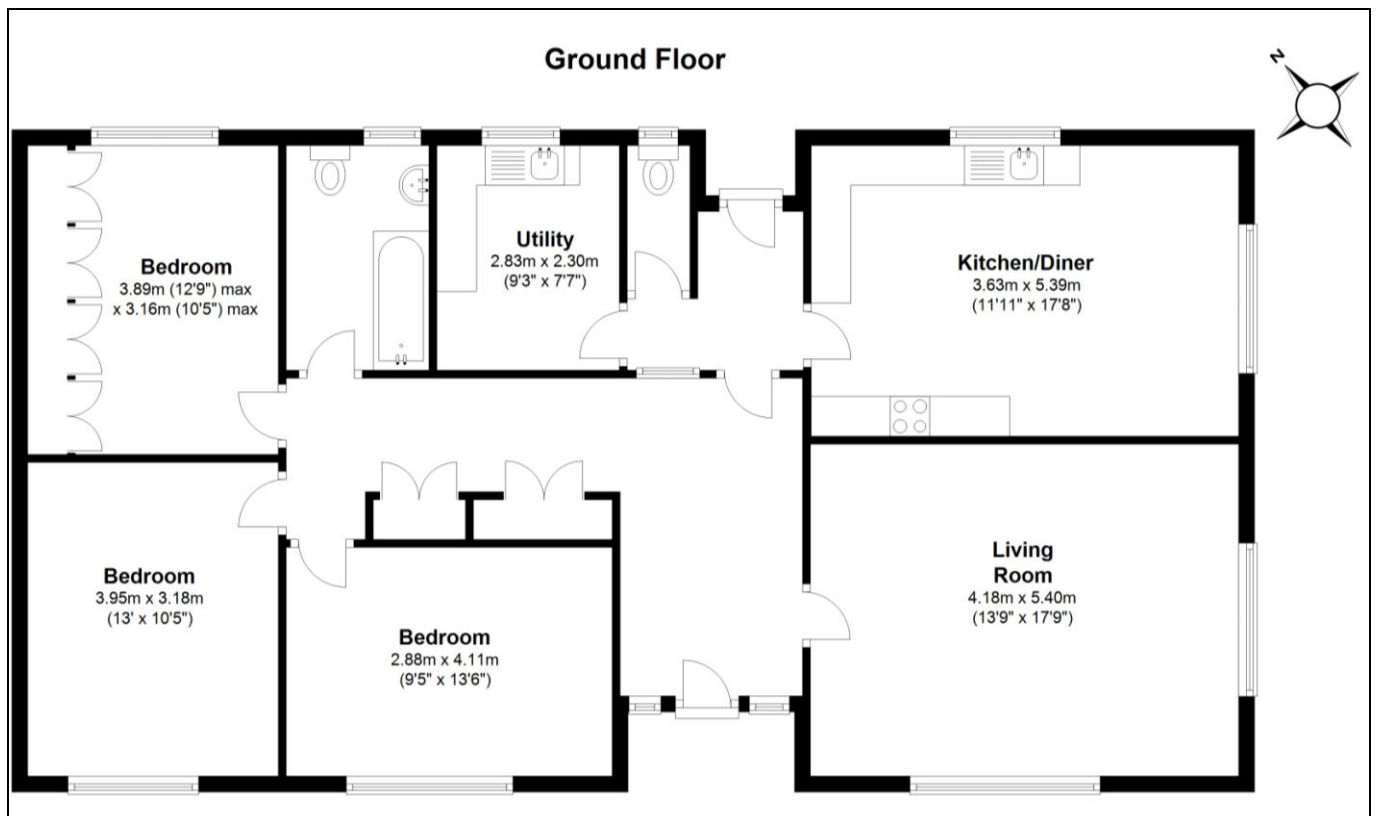 Ground Floor
N
Bedroom
3.89m (12'9") max
x 3.16m (10'5") max
Utility
2.83m x 2.30m
(9'3" x 7'7")
Kitchen/Diner
3.63m x 5.39m
(11'11" x 17'8")
Bedroom
3.95m x 3.18m
(13' x 10'5")
Bedroom
2.88m x 4.11m
(9'5" x 13'6")
Living
Room
4.18m x 5.40m
(13'9" x 17'9")